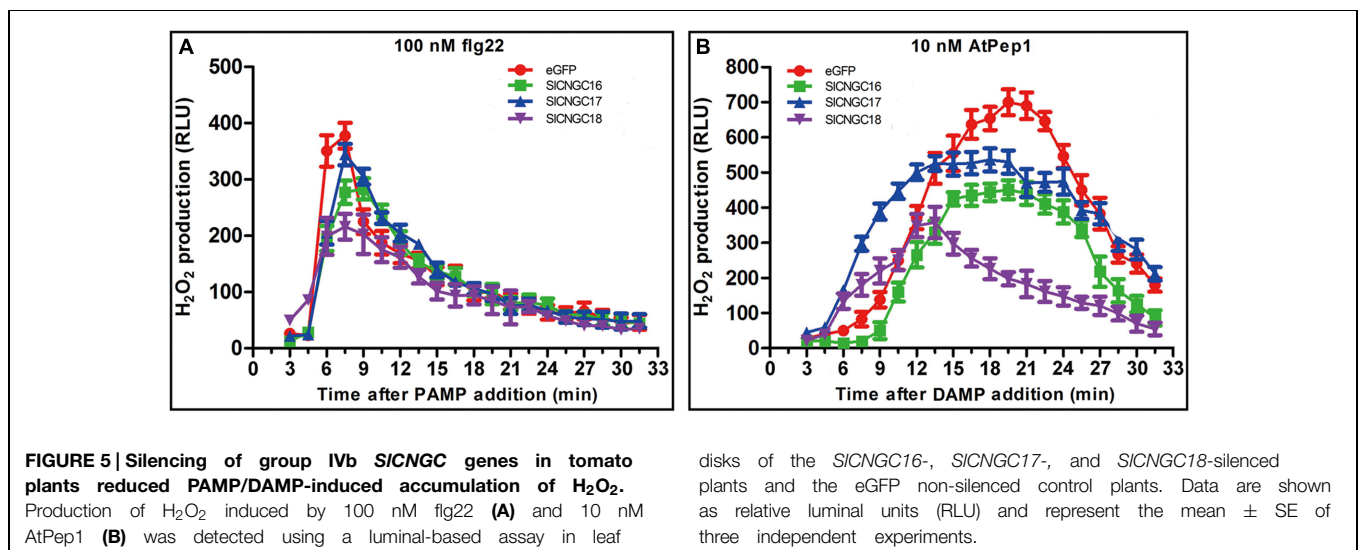 A
100 nM flg22
500
400
300
200
100
0
H₂O₂ production (RLU)
eGFP
SlCNGC16
SlCNGC17
SlCNGC18
0 3 6 9 12 15 18 21 24 27 30 33
Time after PAMP addition (min)
B
10 nM AtPep1
800
700
600
500
400
300
200
100
0
H₂O₂ production (RLU)
eGFP
SlCNGC16
SlCNGC17
SlCNGC18
0 3 6 9 12 15 18 21 24 27 30 33
Time after DAMP addition (min)
FIGURE 5 | Silencing of group IVb SlCNGC genes in tomato
plants reduced PAMP/DAMP-induced accumulation of H₂O₂.
Production of H₂O₂ induced by 100 nM flg22 (A) and 10 nM
AtPep1 (B) was detected using a luminal-based assay in leaf
disks of the SlCNGC16-, SlCNGC17-, and SlCNGC18-silenced
plants and the eGFP non-silenced control plants. Data are shown
as relative luminal units (RLU) and represent the mean ± SE of
three independent experiments.